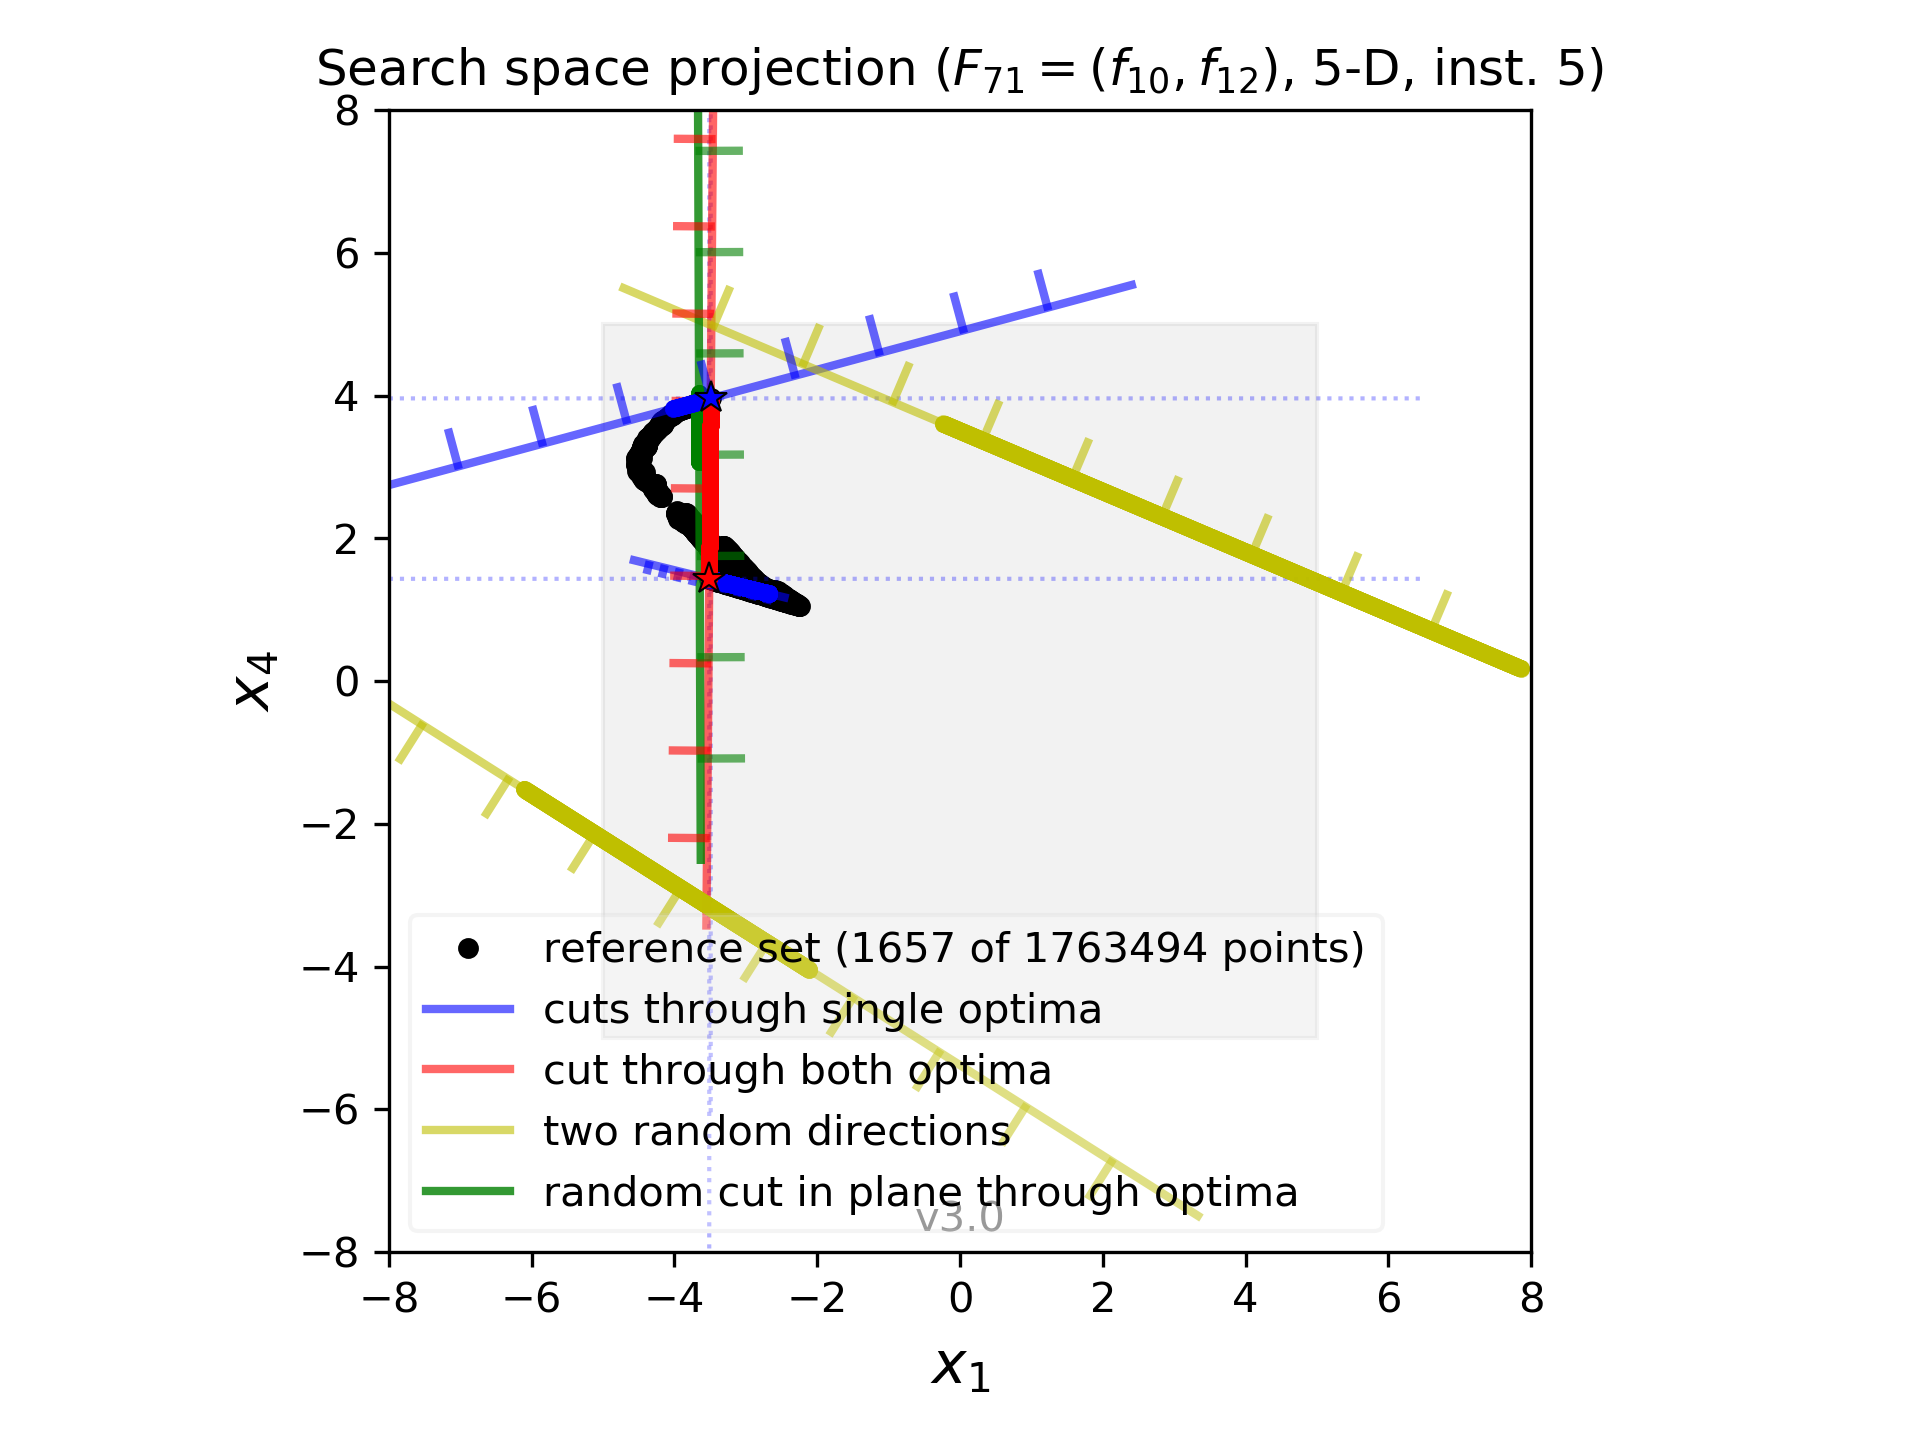 Search space projection (F₇₁ = (f₁₀, f₁₂), 5-D, inst. 5)
8
6
4
2
0
−2
−4
−6
−8
x₄
reference set (1657 of 1763494 points)
cuts through single optima
cut through both optima
two random directions
random cut in plane through optima
v3.0
−8 −6 −4 −2 0 2 4 6 8
x₁